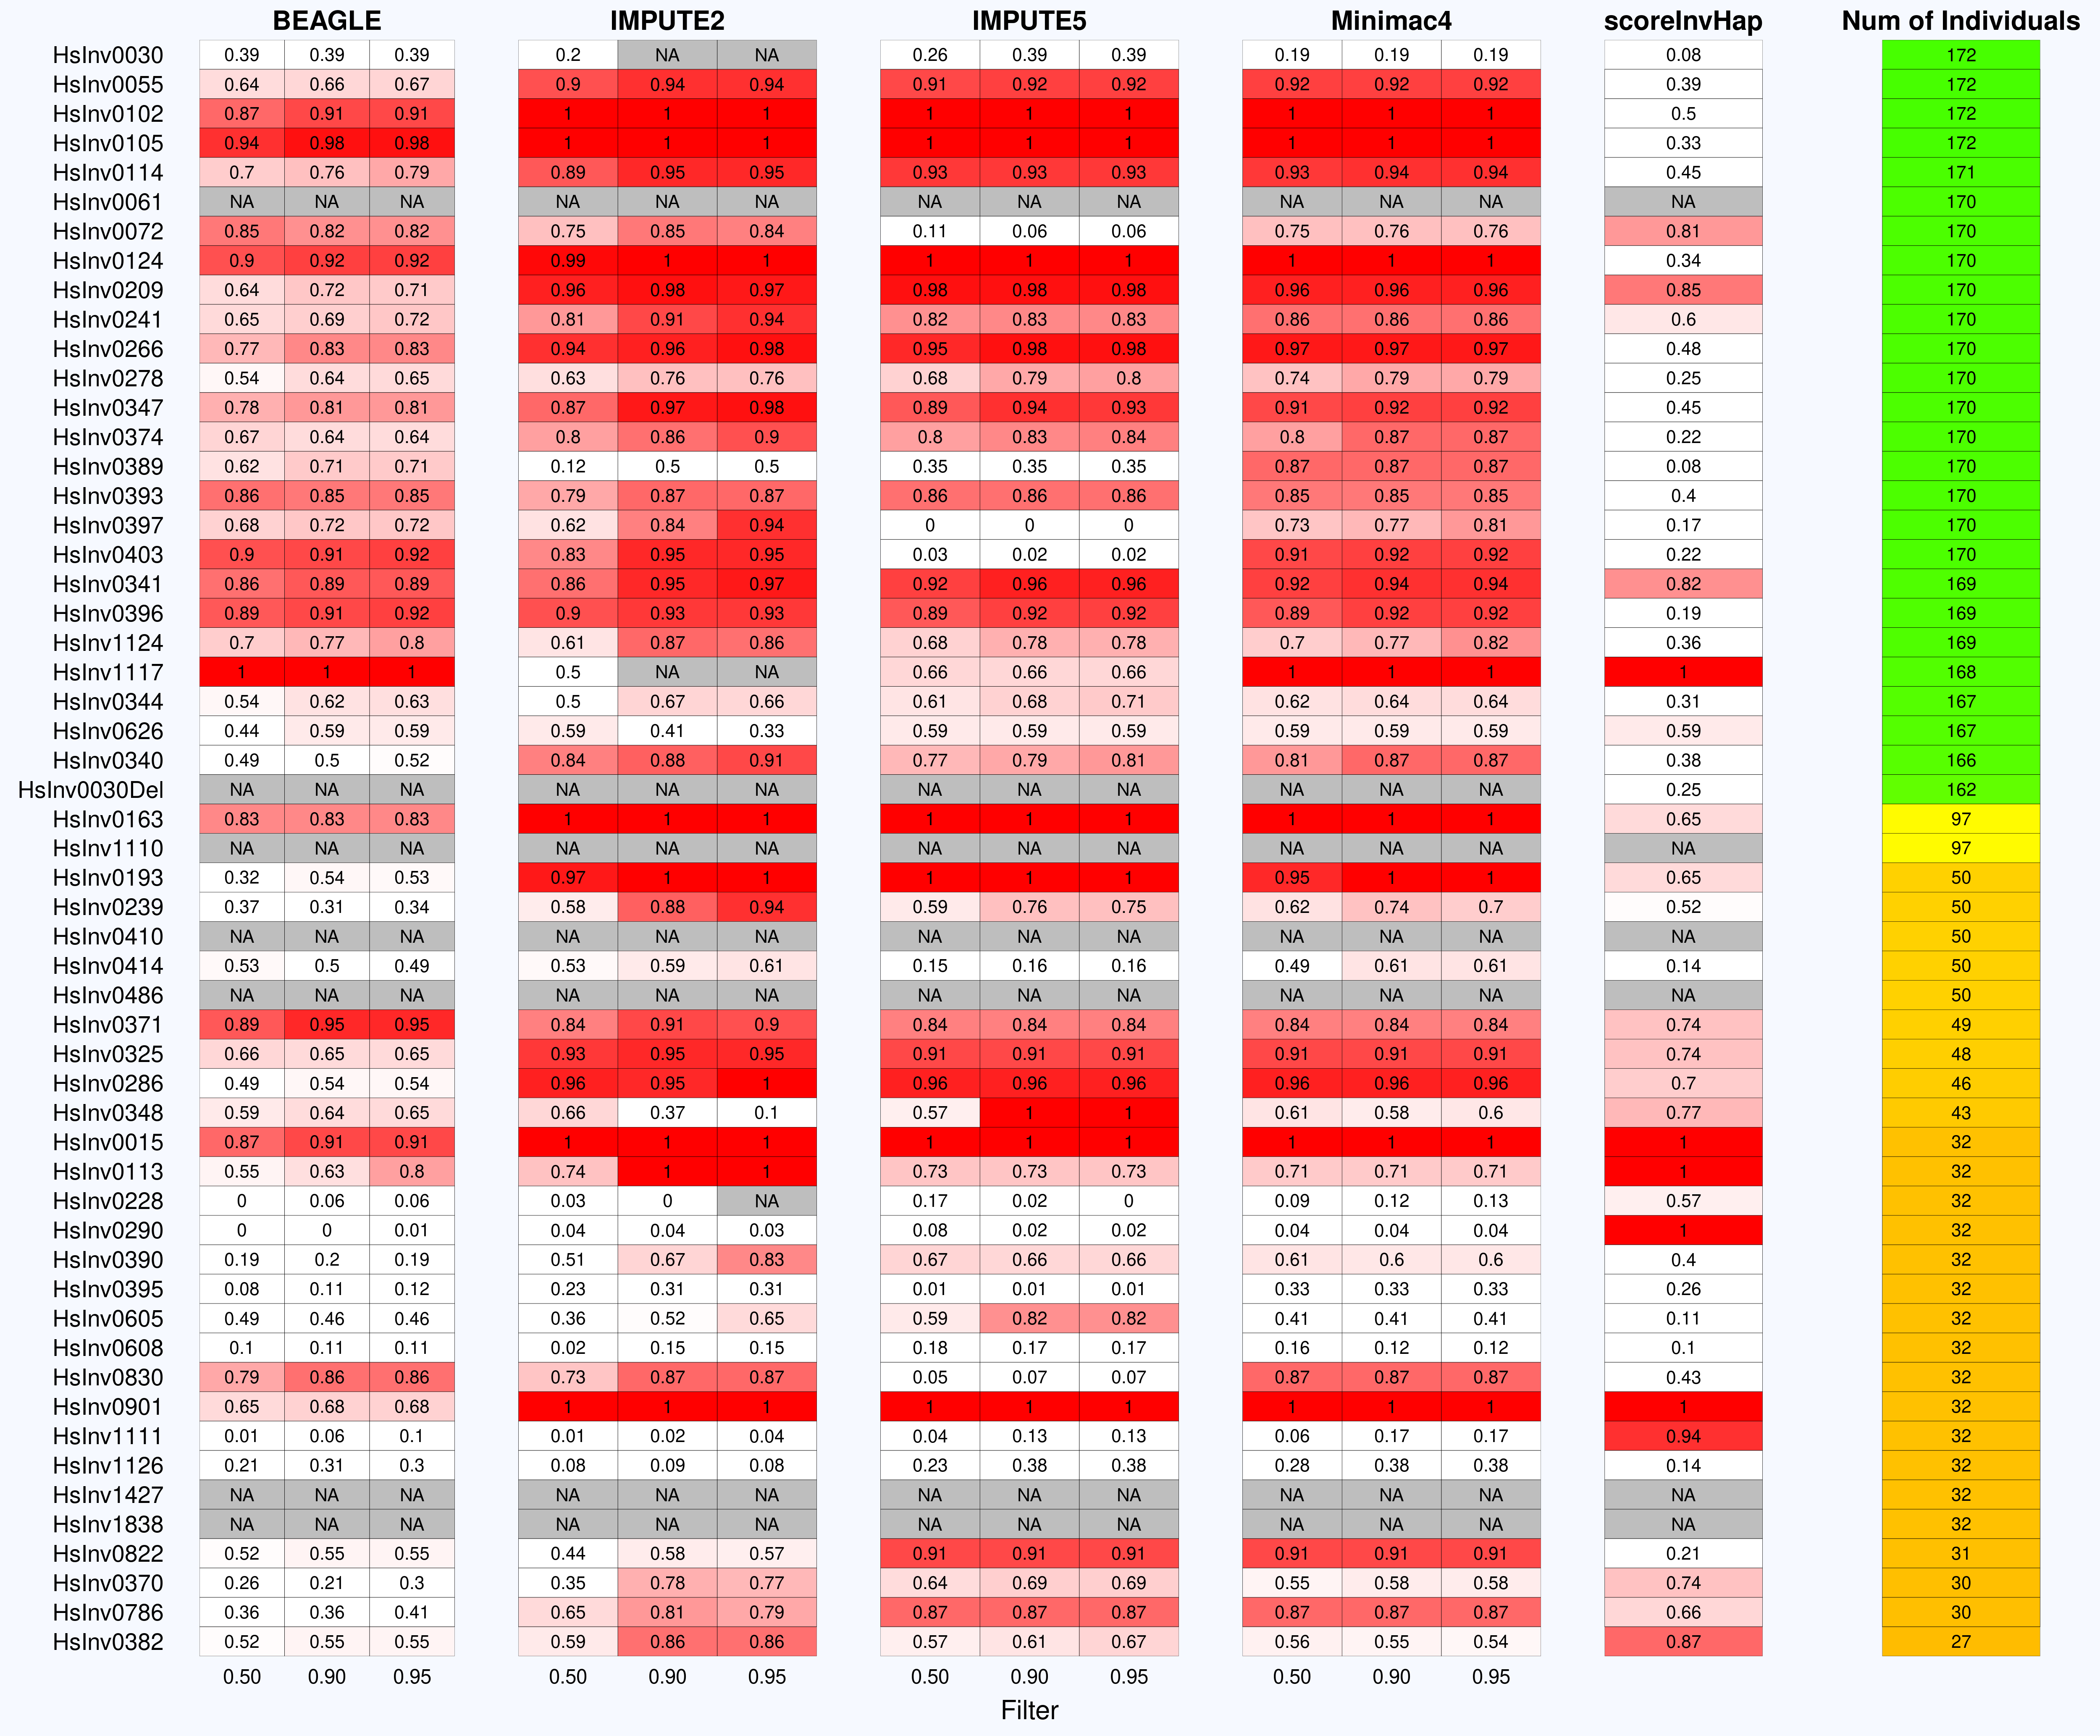 BEAGLE IMPUTE2 IMPUTE5 Minimac4 scoreInvHap Num of Individuals
HsInv0030 0.39 0.39 0.39 0.2 NA NA 0.26 0.39 0.39 0.19 0.19 0.19 0.08 172
HsInv0055 0.64 0.66 0.67 0.9 0.94 0.94 0.91 0.92 0.92 0.92 0.92 0.92 0.39 172
HsInv0102 0.87 0.91 0.91 1 1 1 1 1 1 1 1 1 0.5 172
HsInv0105 0.94 0.98 0.98 1 1 1 1 1 1 1 1 1 0.33 172
HsInv0114 0.7 0.76 0.79 0.89 0.95 0.95 0.93 0.93 0.93 0.93 0.94 0.94 0.45 171
HsInv0061 NA NA NA NA NA NA NA NA NA NA NA NA NA 170
HsInv0072 0.85 0.82 0.82 0.75 0.85 0.84 0.11 0.06 0.06 0.75 0.76 0.76 0.81 170
HsInv0124 0.9 0.92 0.92 0.99 1 1 1 1 1 1 1 1 0.34 170
HsInv0209 0.64 0.72 0.71 0.96 0.98 0.97 0.98 0.98 0.98 0.96 0.96 0.96 0.85 170
HsInv0241 0.65 0.69 0.72 0.81 0.91 0.94 0.82 0.83 0.83 0.86 0.86 0.86 0.6 170
HsInv0266 0.77 0.83 0.83 0.94 0.96 0.98 0.95 0.98 0.98 0.97 0.97 0.97 0.48 170
HsInv0278 0.54 0.64 0.65 0.63 0.76 0.76 0.68 0.79 0.8 0.74 0.79 0.79 0.25 170
HsInv0347 0.78 0.81 0.81 0.87 0.97 0.98 0.89 0.94 0.93 0.91 0.92 0.92 0.45 170
HsInv0374 0.67 0.64 0.64 0.8 0.86 0.9 0.8 0.83 0.84 0.8 0.87 0.87 0.22 170
HsInv0389 0.62 0.71 0.71 0.12 0.5 0.5 0.35 0.35 0.35 0.87 0.87 0.87 0.08 170
HsInv0393 0.86 0.85 0.85 0.79 0.87 0.87 0.86 0.86 0.86 0.85 0.85 0.85 0.4 170
HsInv0397 0.68 0.72 0.72 0.62 0.84 0.94 0 0 0 0.73 0.77 0.81 0.17 170
HsInv0403 0.9 0.91 0.92 0.83 0.95 0.95 0.03 0.02 0.02 0.91 0.92 0.92 0.22 170
HsInv0341 0.86 0.89 0.89 0.86 0.95 0.97 0.92 0.96 0.96 0.92 0.94 0.94 0.82 169
HsInv0396 0.89 0.91 0.92 0.9 0.93 0.93 0.89 0.92 0.92 0.89 0.92 0.92 0.19 169
HsInv1124 0.7 0.77 0.8 0.61 0.87 0.86 0.68 0.78 0.78 0.7 0.77 0.82 0.36 169
HsInv1117 1 1 1 0.5 NA NA 0.66 0.66 0.66 1 1 1 1 168
HsInv0344 0.54 0.62 0.63 0.5 0.67 0.66 0.61 0.68 0.71 0.62 0.64 0.64 0.31 167
HsInv0626 0.44 0.59 0.59 0.59 0.41 0.33 0.59 0.59 0.59 0.59 0.59 0.59 0.59 167
HsInv0340 0.49 0.5 0.52 0.84 0.88 0.91 0.77 0.79 0.81 0.81 0.87 0.87 0.38 166
HsInv0030Del NA NA NA NA NA NA NA NA NA NA NA NA 0.25 162
HsInv0163 0.83 0.83 0.83 1 1 1 1 1 1 1 1 1 0.65 97
HsInv1110 NA NA NA NA NA NA NA NA NA NA NA NA NA 97
HsInv0193 0.32 0.54 0.53 0.97 1 1 1 1 1 0.95 1 1 0.65 50
HsInv0239 0.37 0.31 0.34 0.58 0.88 0.94 0.59 0.76 0.75 0.62 0.74 0.7 0.52 50
HsInv0410 NA NA NA NA NA NA NA NA NA NA NA NA NA 50
HsInv0414 0.53 0.5 0.49 0.53 0.59 0.61 0.15 0.16 0.16 0.49 0.61 0.61 0.14 50
HsInv0486 NA NA NA NA NA NA NA NA NA NA NA NA NA 50
HsInv0371 0.89 0.95 0.95 0.84 0.91 0.9 0.84 0.84 0.84 0.84 0.84 0.84 0.74 49
HsInv0325 0.66 0.65 0.65 0.93 0.95 0.95 0.91 0.91 0.91 0.91 0.91 0.91 0.74 48
HsInv0286 0.49 0.54 0.54 0.96 0.95 1 0.96 0.96 0.96 0.96 0.96 0.96 0.7 46
HsInv0348 0.59 0.64 0.65 0.66 0.37 0.1 0.57 1 1 0.61 0.58 0.6 0.77 43
HsInv0015 0.87 0.91 0.91 1 1 1 1 1 1 1 1 1 1 32
HsInv0113 0.55 0.63 0.8 0.74 1 1 0.73 0.73 0.73 0.71 0.71 0.71 1 32
HsInv0228 0 0.06 0.06 0.03 0 NA 0.17 0.02 0 0.09 0.12 0.13 0.57 32
HsInv0290 0 0 0.01 0.04 0.04 0.03 0.08 0.02 0.02 0.04 0.04 0.04 1 32
HsInv0390 0.19 0.2 0.19 0.51 0.67 0.83 0.67 0.66 0.66 0.61 0.6 0.6 0.4 32
HsInv0395 0.08 0.11 0.12 0.23 0.31 0.31 0.01 0.01 0.01 0.33 0.33 0.33 0.26 32
HsInv0605 0.49 0.46 0.46 0.36 0.52 0.65 0.59 0.82 0.82 0.41 0.41 0.41 0.11 32
HsInv0608 0.1 0.11 0.11 0.02 0.15 0.15 0.18 0.17 0.17 0.16 0.12 0.12 0.1 32
HsInv0830 0.79 0.86 0.86 0.73 0.87 0.87 0.05 0.07 0.07 0.87 0.87 0.87 0.43 32
HsInv0901 0.65 0.68 0.68 1 1 1 1 1 1 1 1 1 1 32
HsInv1111 0.01 0.06 0.1 0.01 0.02 0.04 0.04 0.13 0.13 0.06 0.17 0.17 0.94 32
HsInv1126 0.21 0.31 0.3 0.08 0.09 0.08 0.23 0.38 0.38 0.28 0.38 0.38 0.14 32
HsInv1427 NA NA NA NA NA NA NA NA NA NA NA NA NA 32
HsInv1838 NA NA NA NA NA NA NA NA NA NA NA NA NA 32
HsInv0822 0.52 0.55 0.55 0.44 0.58 0.57 0.91 0.91 0.91 0.91 0.91 0.91 0.21 31
HsInv0370 0.26 0.21 0.3 0.35 0.78 0.77 0.64 0.69 0.69 0.55 0.58 0.58 0.74 30
HsInv0786 0.36 0.36 0.41 0.65 0.81 0.79 0.87 0.87 0.87 0.87 0.87 0.87 0.66 30
HsInv0382 0.52 0.55 0.55 0.59 0.86 0.86 0.57 0.61 0.67 0.56 0.55 0.54 0.87 27
0.50 0.90 0.95 0.50 0.90 0.95 0.50 0.90 0.95 0.50 0.90 0.95
Filter